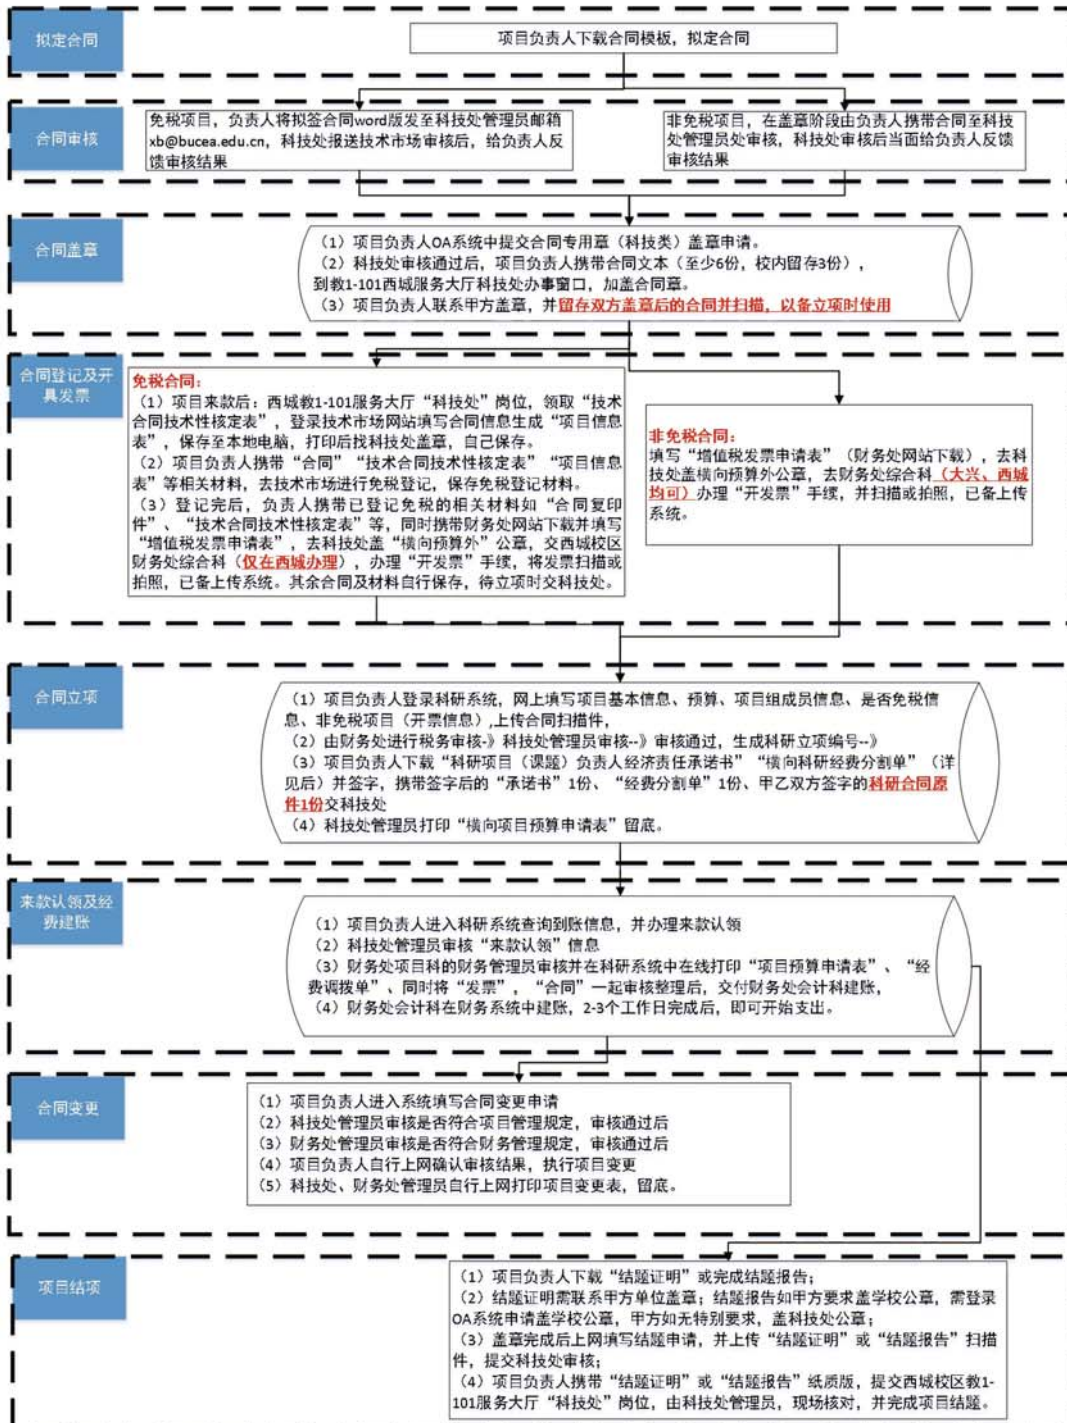 拟定合同
项目负责人下载合同模板，拟定合同
合同审核
免税项目，负责人将拟签合同word版发至科技处管理员邮箱
xb@bucea.edu.cn，科技处报送技术市场审核后，给负责人反
馈审核结果
非免税项目，在盖章阶段由负责人携带合同至科技
处管理员处审核，科技处审核后当面给负责人反馈
审核结果
合同盖章
（1）项目负责人OA系统中提交合同专用章（科技类）盖章申请。
（2）科技处审核通过后，项目负责人携带合同文本（至少6份，校内留存3份），
到教1-101西城服务大厅科技处办事窗口，加盖合同章。
（3）项目负责人联系甲方盖章，并留存双方盖章后的合同并扫描，以备立项时使用
合同登记及开
具发票
免税合同：
（1）项目来款后：西城教1-101服务大厅“科技处”岗位，领取“技术
合同技术性核定表”，登录技术市场网站填写合同信息生成“项目信息
表”，保存至本地电脑，打印后找科技处盖章，自己保存。
（2）项目负责人携带“合同”“技术合同技术性核定表”“项目信息
表”等相关材料，去技术市场进行免税登记，保存免税登记材料。
（3）登记完后，负责人携带已登记免税的相关材料如“合同复印
件”、“技术合同技术性核定表”等，同时携带财务处网站下载并填写
“增值税发票申请表”，去科技处盖“横向预算外”公章，交西城校区
财务处综合科（仅在西城办理），办理“开发票”手续，将发票扫描或
拍照，已备上传系统。其余合同及材料自行保存，待立项时交科技处。
非免税合同：
填写“增值税发票申请表”（财务处网站下载），去科
技处盖横向预算外公章，去财务处综合科（大兴、西城
均可）办理“开发票”手续，并扫描或拍照，已备上传
系统。
合同立项
（1）项目负责人登录科研系统，网上填写项目基本信息、预算、项目组成员信息、是否免税信
息、非免税项目（开票信息）,上传合同扫描件，
（2）由财务处进行税务审核-》科技处管理员审核--》审核通过，生成科研立项编号--》
（3）项目负责人下载“科研项目（课题）负责人经济责任承诺书”“横向科研经费分割单”（详
见后）并签字，携带签字后的“承诺书”1份、“经费分割单”1份、甲乙双方签字的科研合同原
件1份交科技处
（4）科技处管理员打印“横向项目预算申请表”留底。
来款认领及经
费建账
（1）项目负责人进入科研系统查询到账信息，并办理来款认领
（2）科技处管理员审核“来款认领”信息
（3）财务处项目科的财务管理员审核并在科研系统中在线打印“项目预算申请表”、“经
费调拨单”、同时将“发票”，“合同”一起审核整理后，交付财务处会计科建账，
（4）财务处会计科在财务系统中建账，2-3个工作日完成后，即可开始支出。
合同变更
（1）项目负责人进入系统填写合同变更申请
（2）科技处管理员审核是否符合项目管理规定，审核通过后
（3）财务处管理员审核是否符合财务管理规定，审核通过后
（4）项目负责人自行上网确认审核结果，执行项目变更
（5）科技处、财务处管理员自行上网打印项目变更表，留底。
项目结项
（1）项目负责人下载“结题证明”或完成结题报告；
（2）结题证明需联系甲方单位盖章；结题报告如甲方要求盖学校公章，需登录
OA系统申请盖学校公章，甲方如无特别要求，盖科技处公章；
（3）盖章完成后上网填写结题申请，并上传“结题证明”或“结题报告”扫描
件，提交科技处审核；
（4）项目负责人携带“结题证明”或“结题报告”纸质版，提交西城校区教1-
101服务大厅“科技处”岗位，由科技处管理员，现场核对，并完成项目结题。